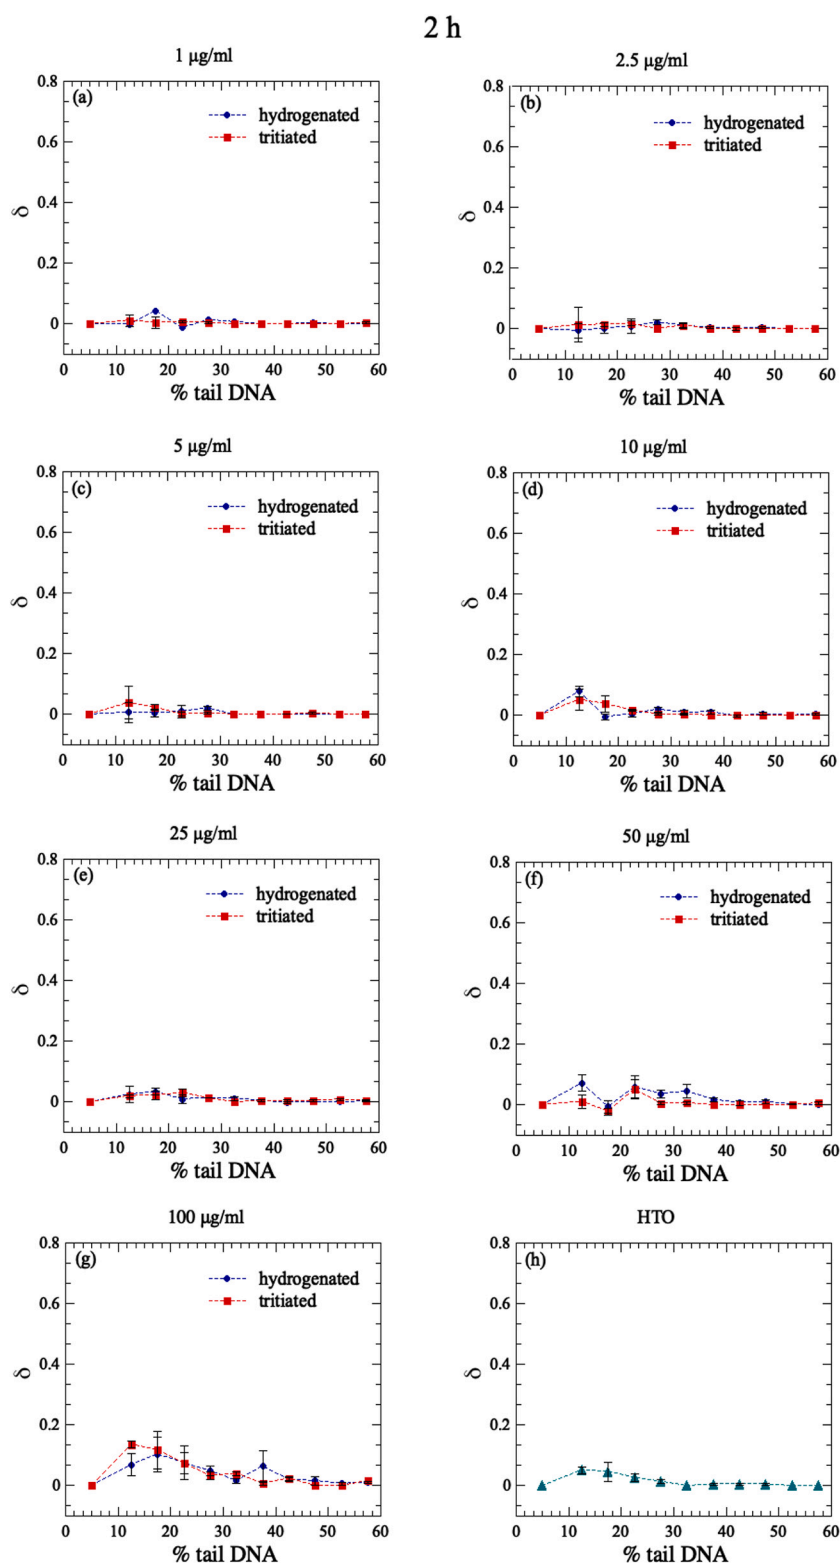 2 h
1 µg/ml
(a)
hydrogenated
tritiated
0.8
0.6
0.4
0.2
0
δ
0 10 20 30 40 50 60
% tail DNA
2.5 µg/ml
(b)
hydrogenated
tritiated
0.8
0.6
0.4
0.2
0
δ
0 10 20 30 40 50 60
% tail DNA
5 µg/ml
(c)
hydrogenated
tritiated
0.8
0.6
0.4
0.2
0
δ
0 10 20 30 40 50 60
% tail DNA
10 µg/ml
(d)
hydrogenated
tritiated
0.8
0.6
0.4
0.2
0
δ
0 10 20 30 40 50 60
% tail DNA
25 µg/ml
(e)
hydrogenated
tritiated
0.8
0.6
0.4
0.2
0
δ
0 10 20 30 40 50 60
% tail DNA
50 µg/ml
(f)
hydrogenated
tritiated
0.8
0.6
0.4
0.2
0
δ
0 10 20 30 40 50 60
% tail DNA
100 µg/ml
(g)
hydrogenated
tritiated
0.8
0.6
0.4
0.2
0
δ
0 10 20 30 40 50 60
% tail DNA
HTO
(h)
0.8
0.6
0.4
0.2
0
δ
0 10 20 30 40 50 60
% tail DNA